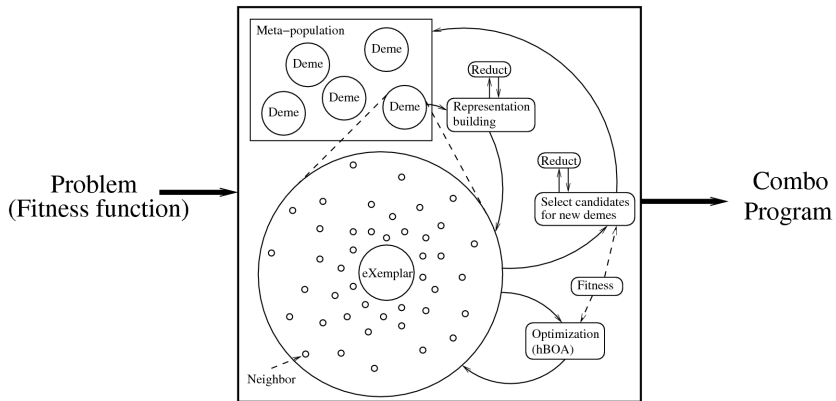 Problem
(Fitness function)
Meta-population
Deme
Deme
Deme
Deme
Deme
Reduct
Representation
building
Reduct
Select candidates
for new demes
eXemplar
Fitness
Optimization
(hBOA)
Neighbor
Combo
Program